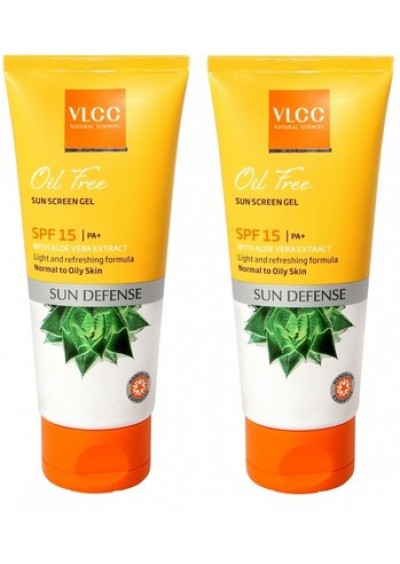 VLCC
NATURAL SCIENCES
Oil Free
SUN SCREEN GEL
SPF 15 | PA+
WITH ALOE VERA EXTRACT
Light and refreshing formula
Normal to Oily Skin
SUN DEFENSE
VLCC
NATURAL SCIENCES
Oil Free
SUN SCREEN GEL
SPF 15 | PA+
WITH ALOE VERA EXTRACT
Light and refreshing formula
Normal to Oily Skin
SUN DEFENSE